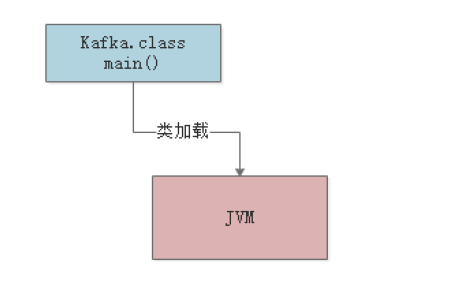 Kafka.class
main()
类加载
JVM